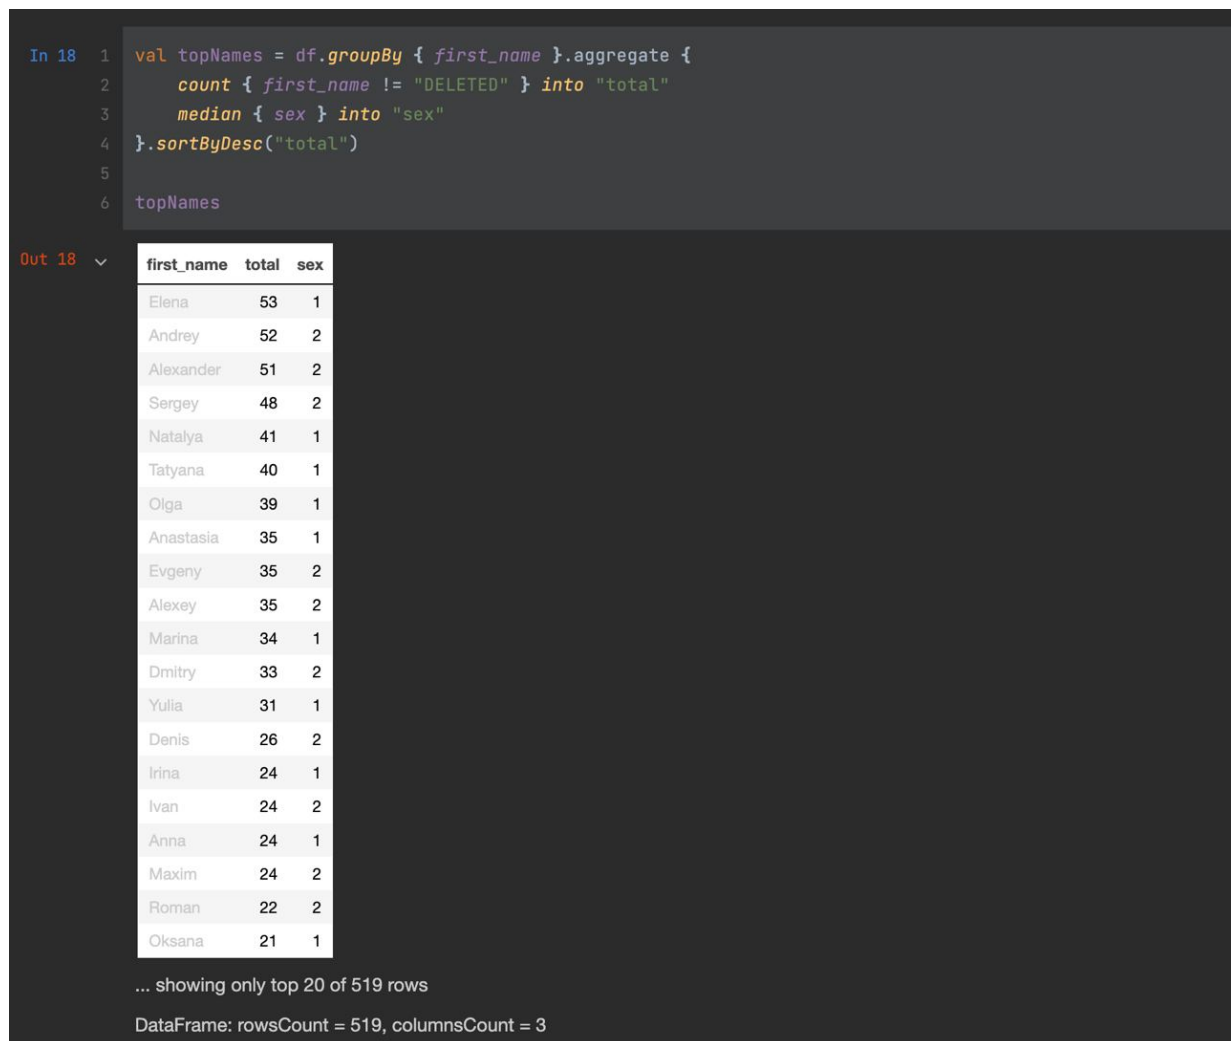 In 18 1 val topNames = df.groupBy { first_name }.aggregate {
2     count { first_name != "DELETED" } into "total"
3     median { sex } into "sex"
4 }.sortByDesc("total")
5
6 topNames
Out 18
first_name total sex
Elena 53 1
Andrey 52 2
Alexander 51 2
Sergey 48 2
Natalya 41 1
Tatyana 40 1
Olga 39 1
Anastasia 35 1
Evgeny 35 2
Alexey 35 2
Marina 34 1
Dmitry 33 2
Yulia 31 1
Denis 26 2
Irina 24 1
Ivan 24 2
Anna 24 1
Maxim 24 2
Roman 22 2
Oksana 21 1
... showing only top 20 of 519 rows
DataFrame: rowsCount = 519, columnsCount = 3